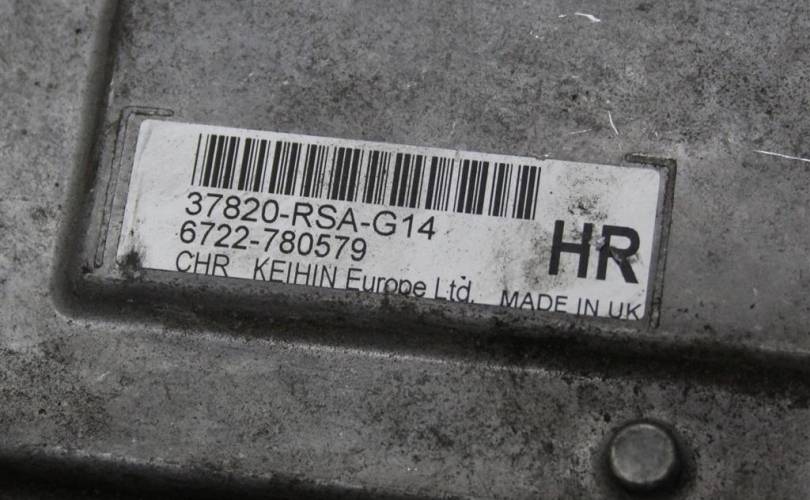 37820-RSA-G14
6722-780579
HR
CHR KEIHIN Europe Ltd. MADE IN UK